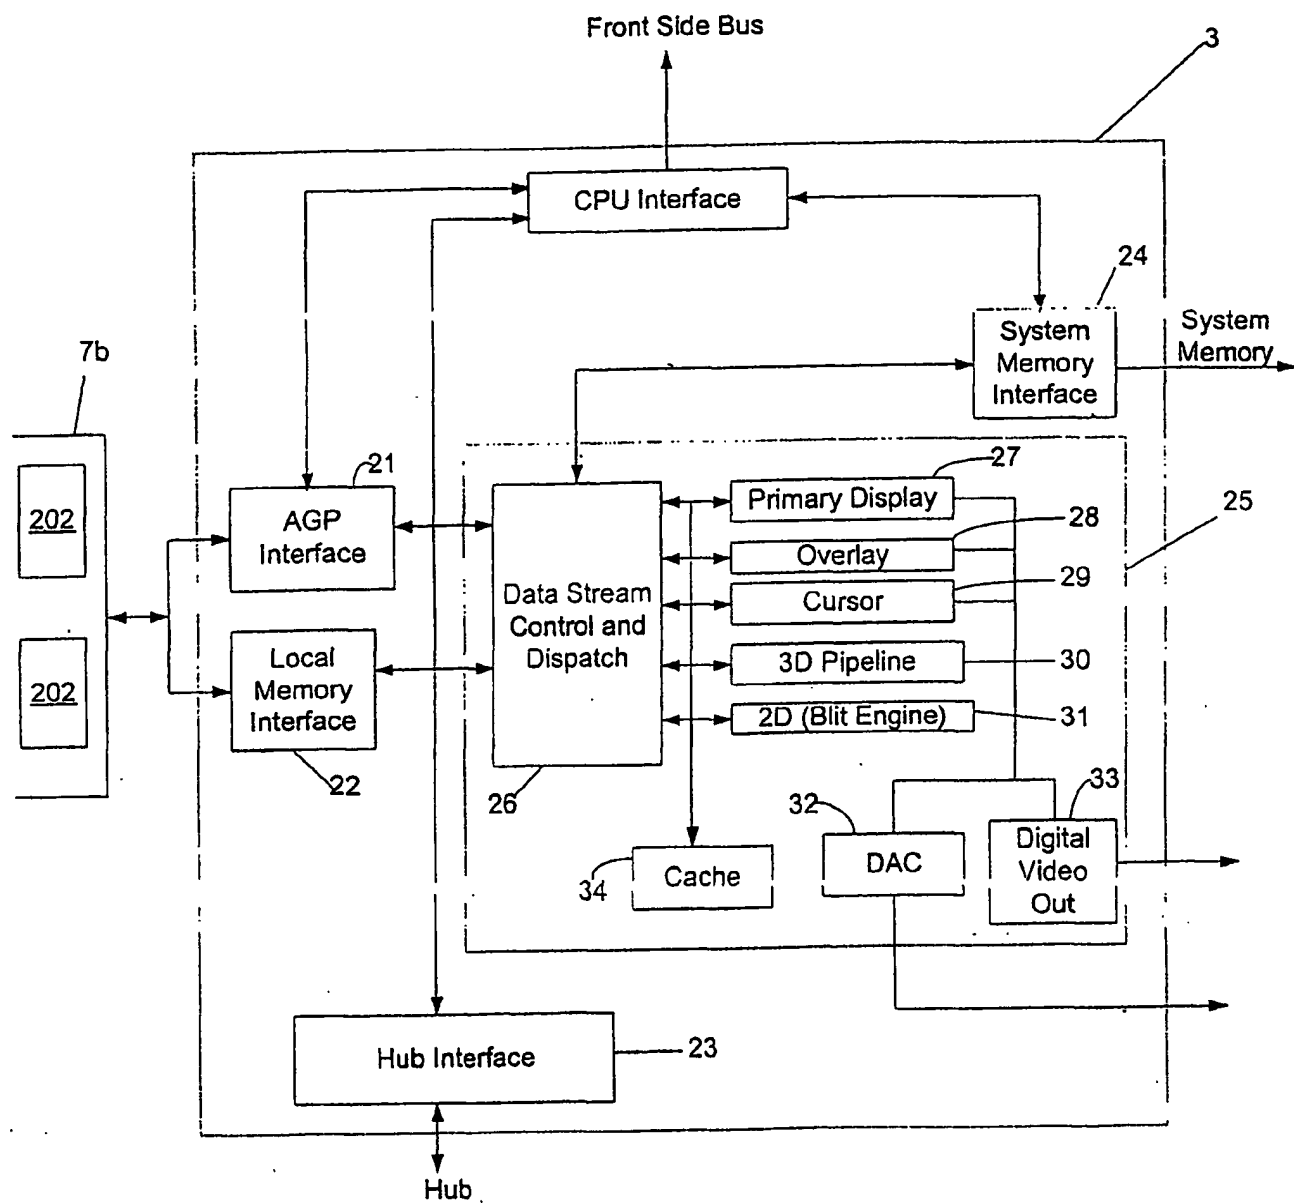 Front Side Bus
3
CPU Interface
24
System
Memory
Interface
System
Memory
7b
202
202
21
AGP
Interface
Local
Memory
Interface
22
Data Stream
Control and
Dispatch
26
27
Primary Display
28
Overlay
29
Cursor
3D Pipeline
30
2D (Blit Engine)
31
25
32
DAC
33
Digital
Video
Out
34
Cache
Hub Interface
23
Hub